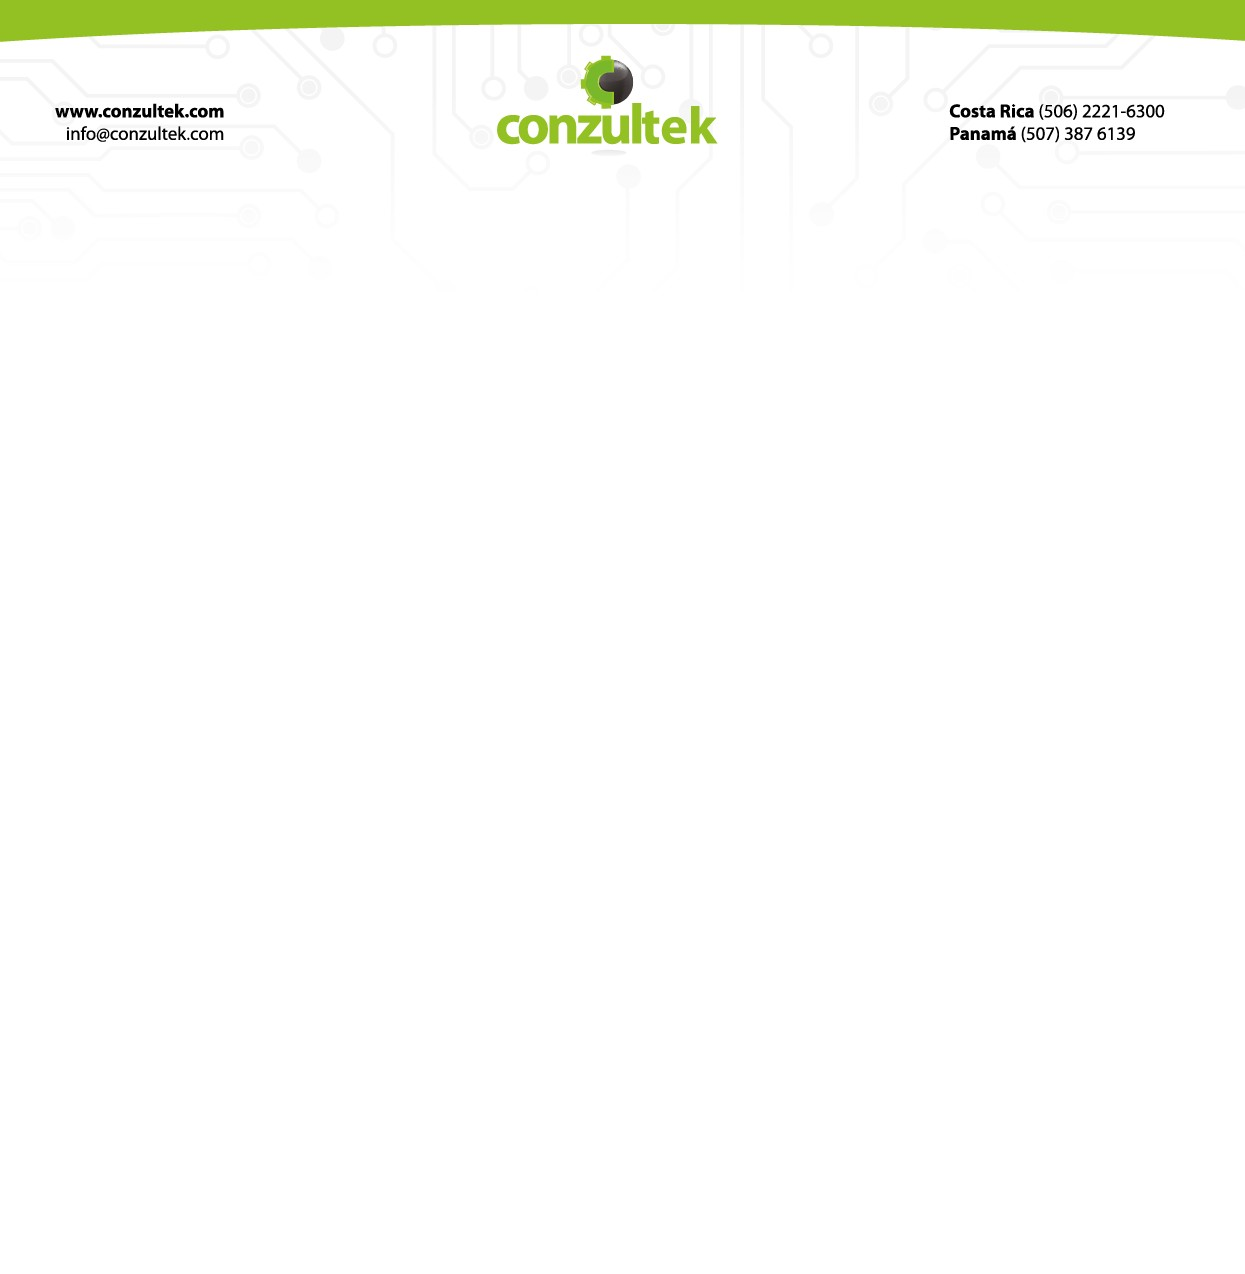 www.conzultek.com
info@conzultek.com
conzultek
Costa Rica (506) 2221-6300
Panamá (507) 387 6139